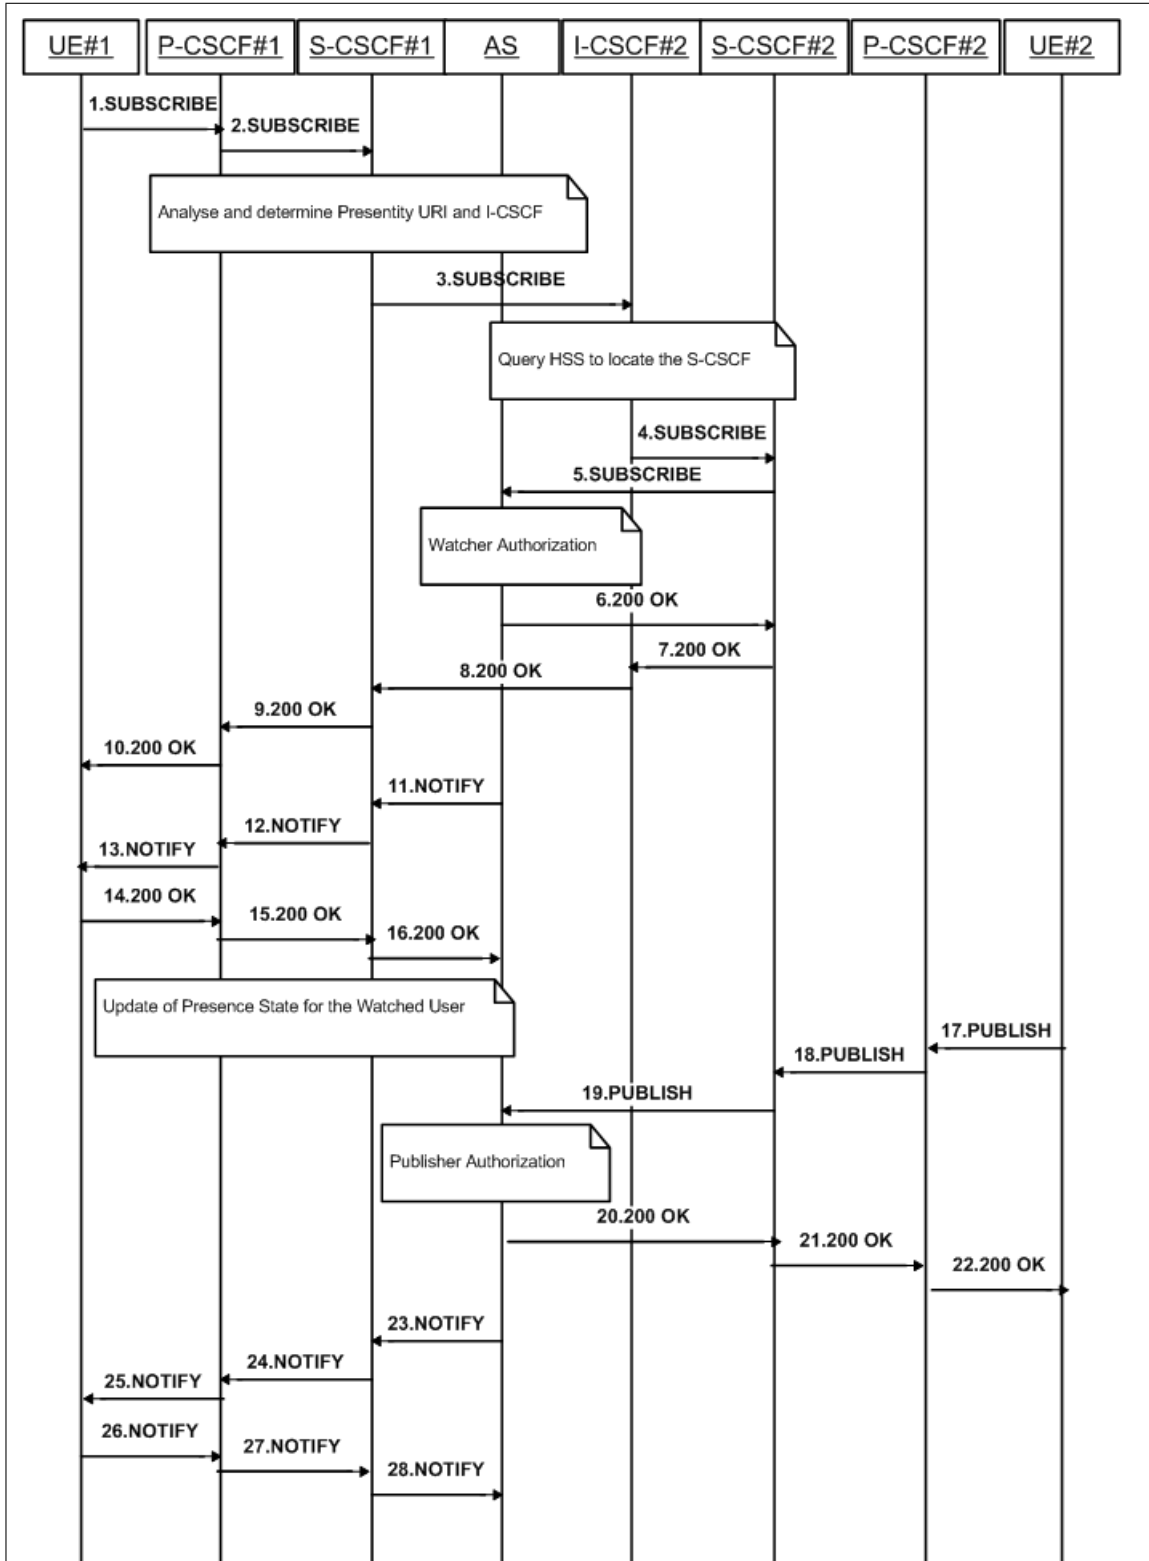 UE#1
P-CSCF#1
S-CSCF#1
AS
I-CSCF#2
S-CSCF#2
P-CSCF#2
UE#2
1.SUBSCRIBE
2.SUBSCRIBE
Analyse and determine Presentity URI and I-CSCF
3.SUBSCRIBE
Query HSS to locate the S-CSCF
4.SUBSCRIBE
5.SUBSCRIBE
Watcher Authorization
6.200 OK
7.200 OK
8.200 OK
9.200 OK
10.200 OK
11.NOTIFY
12.NOTIFY
13.NOTIFY
14.200 OK
15.200 OK
16.200 OK
Update of Presence State for the Watched User
17.PUBLISH
18.PUBLISH
19.PUBLISH
Publisher Authorization
20.200 OK
21.200 OK
22.200 OK
23.NOTIFY
24.NOTIFY
25.NOTIFY
26.NOTIFY
27.NOTIFY
28.NOTIFY